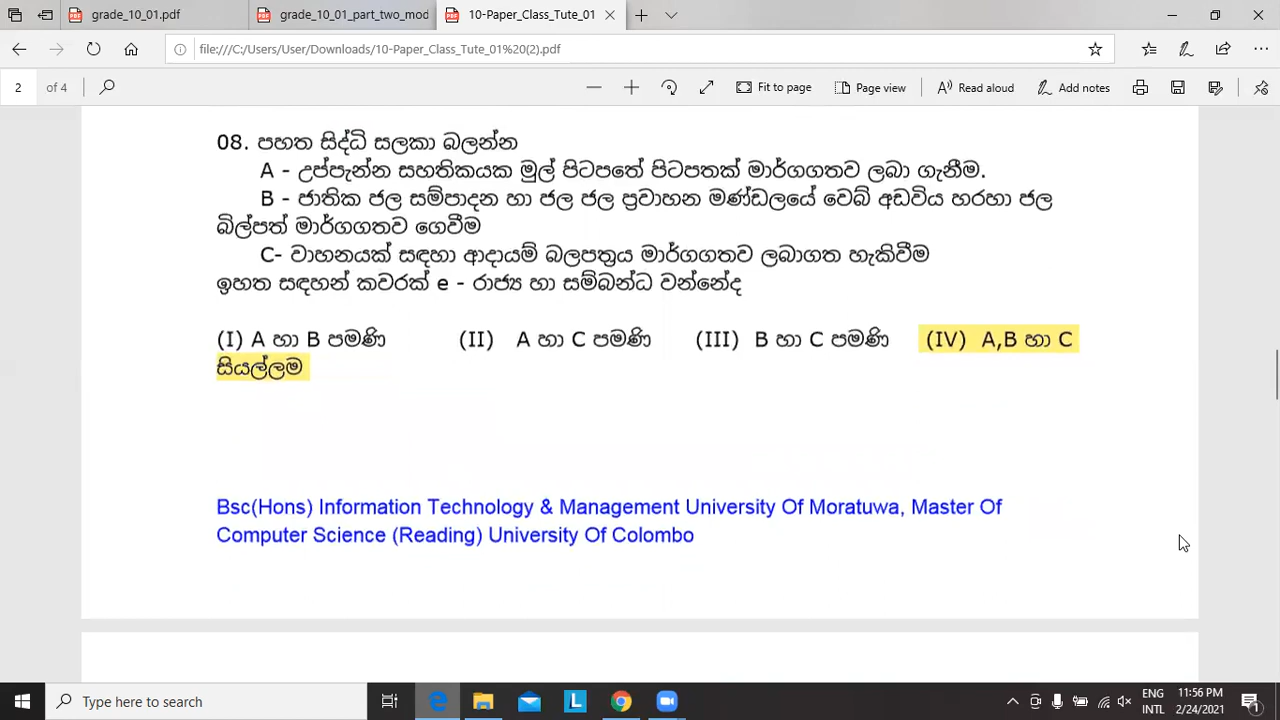 grade_10_01.pdf
grade_10_01_part_two_mod
10-Paper_Class_Tute_01
file:///C:/Users/User/Downloads/10-Paper_Class_Tute_01%20(2).pdf
2 of 4
Fit to page
Page view
Read aloud
Add notes
08. පහත සිද්ධි සලකා බලන්න
A - උප්පැන්න සහතිකයක මුල් පිටපතේ පිටපතක් මාර්ගගතව ලබා ගැනීම.
B - ජාතික ජල සම්පාදන හා ජල ජල ප්‍රවාහන මණ්ඩලයේ වෙබ් අඩවිය හරහා ජල
බිල්පත් මාර්ගගතව ගෙවීම
C- වාහනයක් සඳහා ආදායම් බලපත්‍රය මාර්ගගතව ලබාගත හැකිවීම
ඉහත සඳහන් කවරක් e - රාජ්‍ය හා සම්බන්ධ වන්නේද
(I) A හා B පමණි (II) A හා C පමණි (III) B හා C පමණි (IV) A,B හා C
සියල්ලම
Bsc(Hons) Information Technology & Management University Of Moratuwa, Master Of
Computer Science (Reading) University Of Colombo
Type here to search
ENG
INTL
11:56 PM
2/24/2021